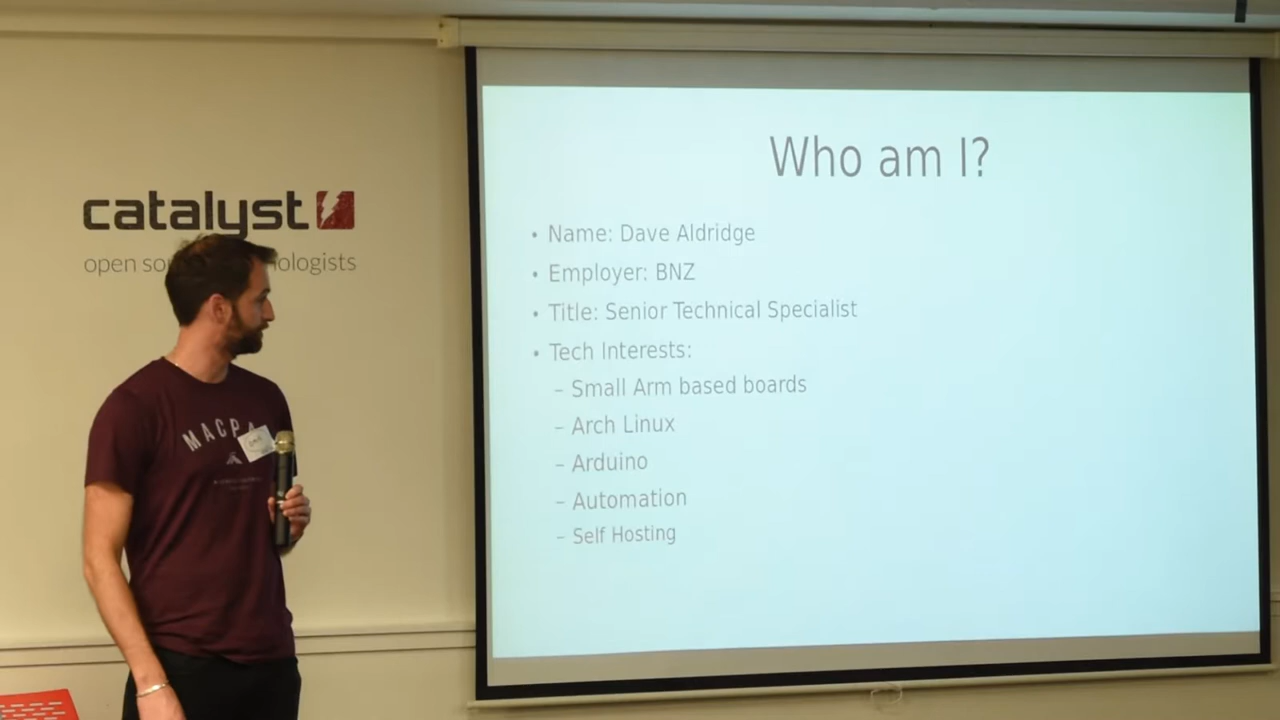 catalyst
open so nologists
MACPA
Who am I?
• Name: Dave Aldridge
• Employer: BNZ
• Title: Senior Technical Specialist
• Tech Interests:
– Small Arm based boards
– Arch Linux
– Arduino
– Automation
– Self Hosting